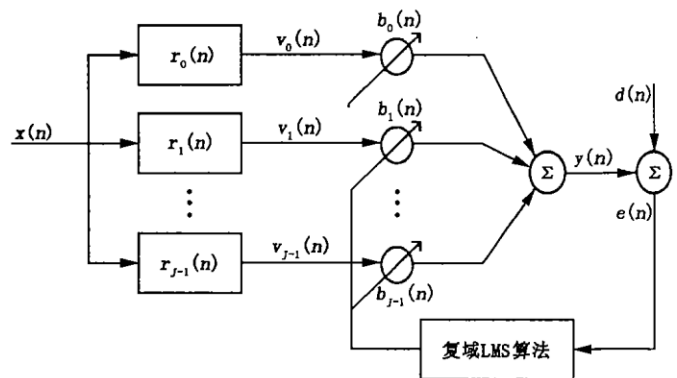 r₀(n)
v₀(n)
b₀(n)
d(n)
x(n)
r₁(n)
v₁(n)
b₁(n)
Σ
y(n)
Σ
e(n)
r_{J-1}(n)
v_{J-1}(n)
b_{J-1}(n)
复域LMS算法